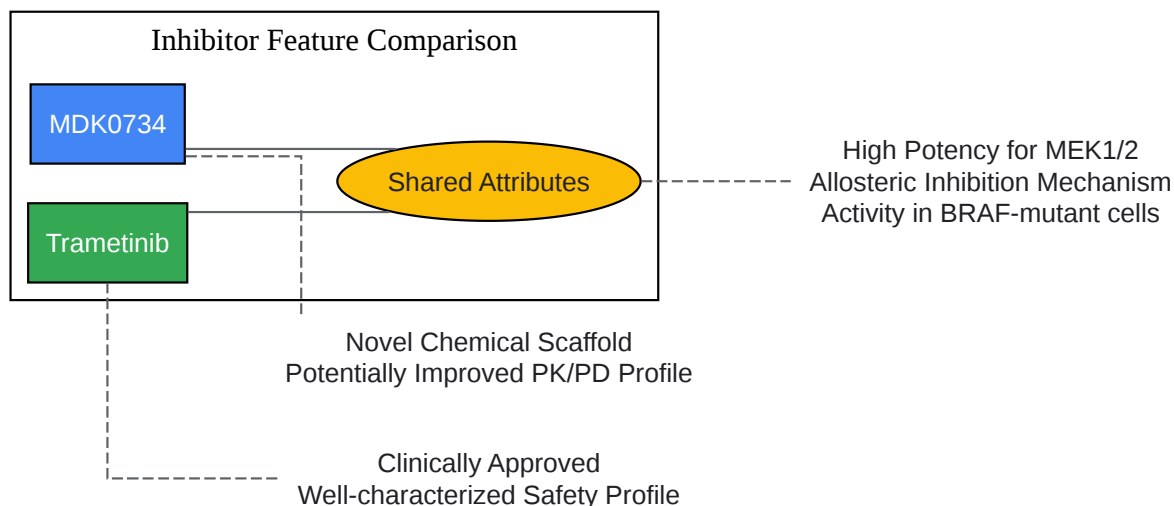 Inhibitor Feature Comparison
MDK0734
Shared Attributes
Trametinib
High Potency for MEK1/2
Allosteric Inhibition Mechanism
Activity in BRAF-mutant cells
Novel Chemical Scaffold
Potentially Improved PK/PD Profile
Clinically Approved
Well-characterized Safety Profile